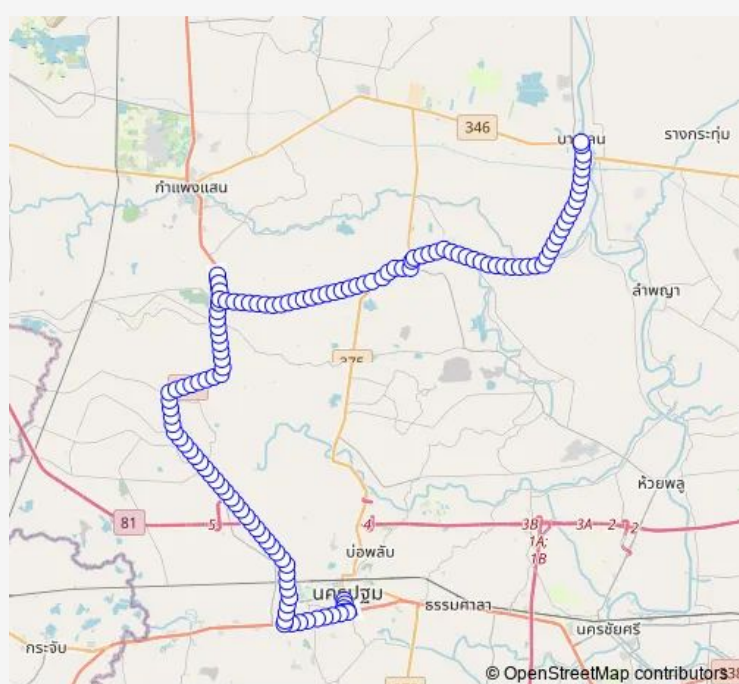 346
รางกระทุ่ม
กำแพงแสน
ลำพญา
ห้วยพลู
81
5
4
3B
3A
2
2
1A;
1B
บ่อพลับ
ธรรมศาลา
นครชัยศรี
กระจับ
© OpenStreetMap contributors